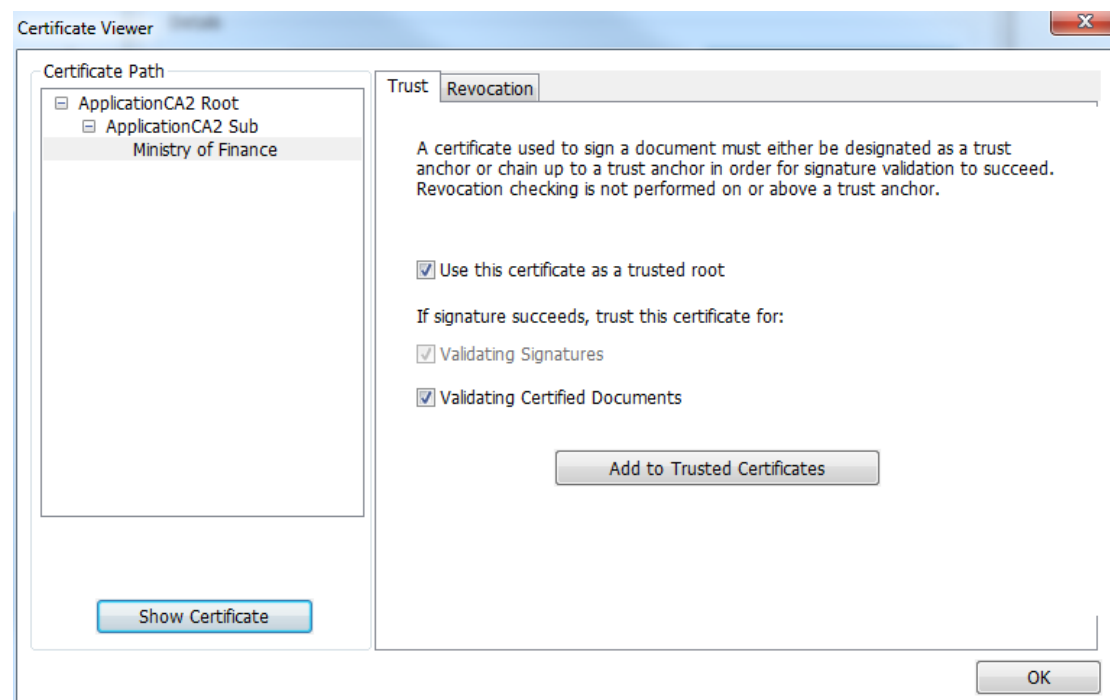 Certificate Viewer
Certificate Path
ApplicationCA2 Root
ApplicationCA2 Sub
Ministry of Finance
Show Certificate
Trust
Revocation
A certificate used to sign a document must either be designated as a trust
anchor or chain up to a trust anchor in order for signature validation to succeed.
Revocation checking is not performed on or above a trust anchor.
Use this certificate as a trusted root
If signature succeeds, trust this certificate for:
Validating Signatures
Validating Certified Documents
Add to Trusted Certificates
OK